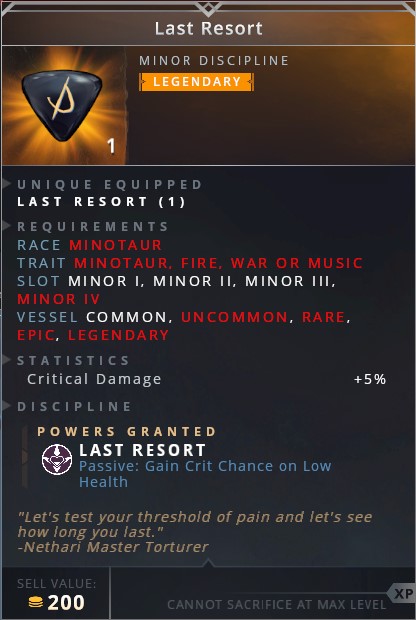 Last Resort
MINOR DISCIPLINE
LEGENDARY
1
UNIQUE EQUIPPED
LAST RESORT (1)
REQUIREMENTS
RACE MINOTAUR
TRAIT MINOTAUR, FIRE, WAR OR MUSIC
SLOT MINOR I, MINOR II, MINOR III,
MINOR IV
VESSEL COMMON, UNCOMMON, RARE,
EPIC, LEGENDARY
STATISTICS
Critical Damage +5%
DISCIPLINE
POWERS GRANTED
LAST RESORT
Passive: Gain Crit Chance on Low
Health
"Let's test your threshold of pain and let's see
how long you last."
-Nethari Master Torturer
SELL VALUE:
200
XP
CANNOT SACRIFICE AT MAX LEVEL